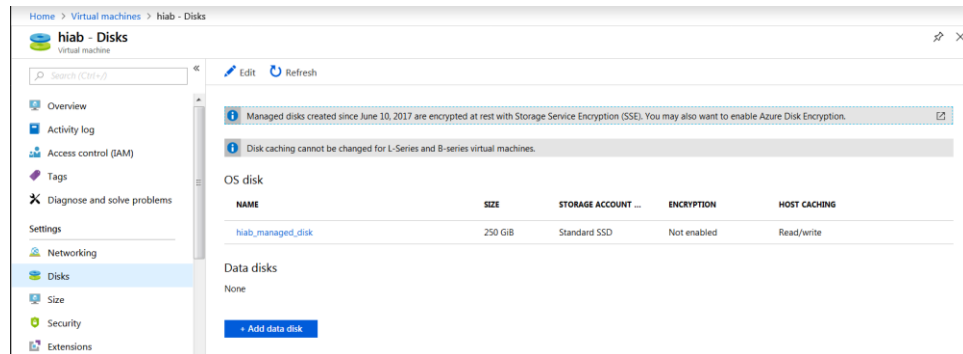 Home > Virtual machines > hiab - Disks
hiab - Disks
Virtual machine
Search (Ctrl+/)
Overview
Activity log
Access control (IAM)
Tags
Diagnose and solve problems
Settings
Networking
Disks
Size
Security
Extensions
Edit Refresh
Managed disks created since June 10, 2017 are encrypted at rest with Storage Service Encryption (SSE). You may also want to enable Azure Disk Encryption.
Disk caching cannot be changed for L-Series and B-series virtual machines.
OS disk
NAME SIZE STORAGE ACCOUNT ... ENCRYPTION HOST CACHING
hiab_managed_disk 250 GiB Standard SSD Not enabled Read/write
Data disks
None
+ Add data disk